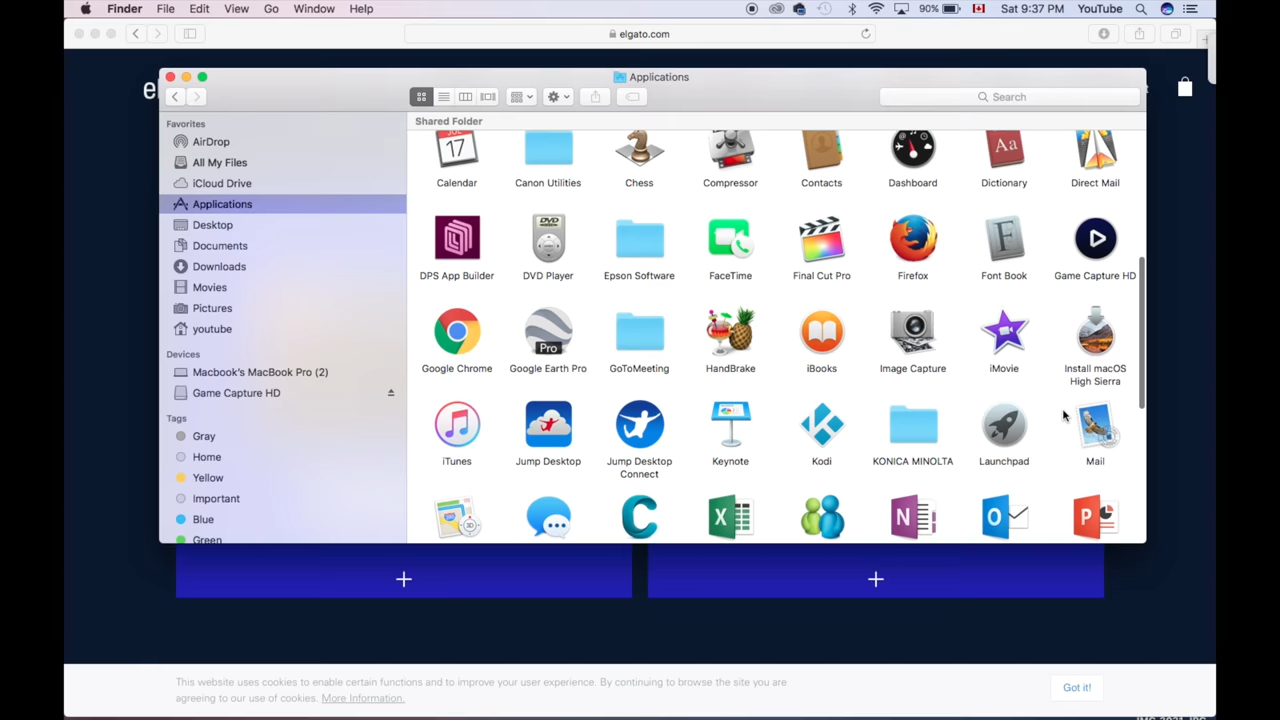 Finder File Edit View Go Window Help 90% Sat 9:37 PM YouTube
elgato.com
el
Applications
Search
Favorites
AirDrop
All My Files
iCloud Drive
Applications
Desktop
Documents
Downloads
Movies
Pictures
youtube
Devices
Macbook's MacBook Pro (2)
Game Capture HD
Tags
Gray
Home
Yellow
Important
Blue
Green
Shared Folder
JUL
17
Aa
Calendar Canon Utilities Chess Compressor Contacts Dashboard Dictionary Direct Mail
DVD
F
DPS App Builder DVD Player Epson Software FaceTime Final Cut Pro Firefox Font Book Game Capture HD
Pro
Google Chrome Google Earth Pro GoToMeeting HandBrake iBooks Image Capture iMovie Install macOS High Sierra
iTunes Jump Desktop Jump Desktop Connect Keynote Kodi KONICA MINOLTA Launchpad Mail
3D C X N O P
This website uses cookies to enable certain functions and to improve your user experience. By continuing to browse the site you are
agreeing to our use of cookies. More Information.
Got it!